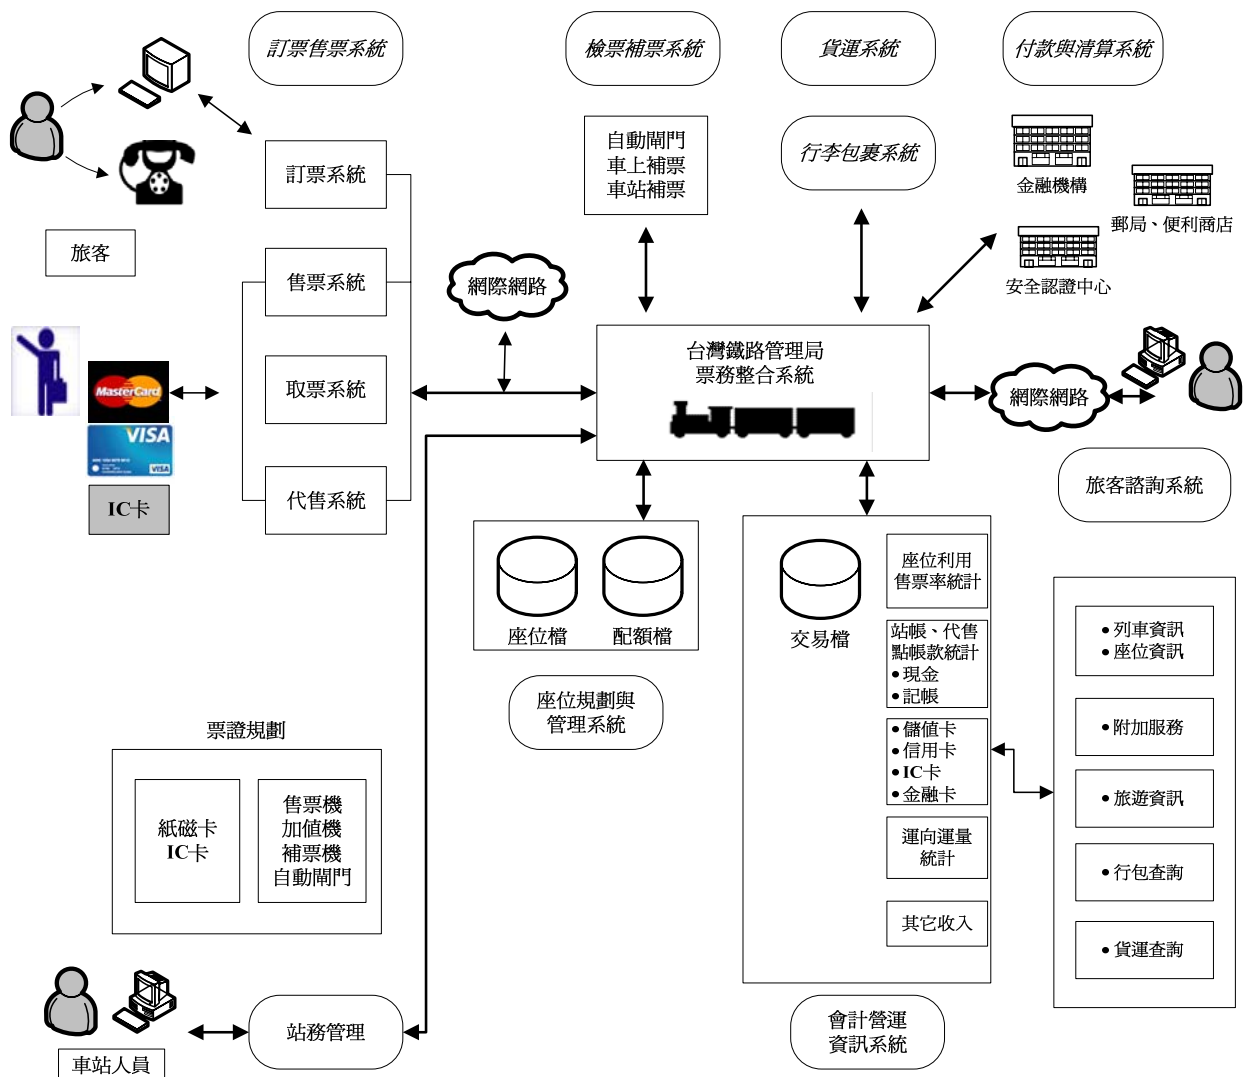 訂票售票系統
檢票補票系統
貨運系統
付款與清算系統
訂票系統
自動閘門
車上補票
車站補票
行李包裹系統
金融機構
郵局、便利商店
安全認證中心
旅客
售票系統
網際網路
台灣鐵路管理局
票務整合系統
MasterCard
取票系統
網際網路
VISA
VISA
IC卡
代售系統
旅客諮詢系統
座位檔
配額檔
座位規劃與
管理系統
交易檔
座位利用
售票率統計
站帳、代售
點帳款統計
• 現金
• 記帳
• 儲值卡
• 信用卡
• IC卡
• 金融卡
運向運量
統計
其它收入
• 列車資訊
• 座位資訊
• 附加服務
• 旅遊資訊
• 行包查詢
• 貨運查詢
票證規劃
紙磁卡
IC卡
售票機
加值機
補票機
自動閘門
車站人員
站務管理
會計營運
資訊系統